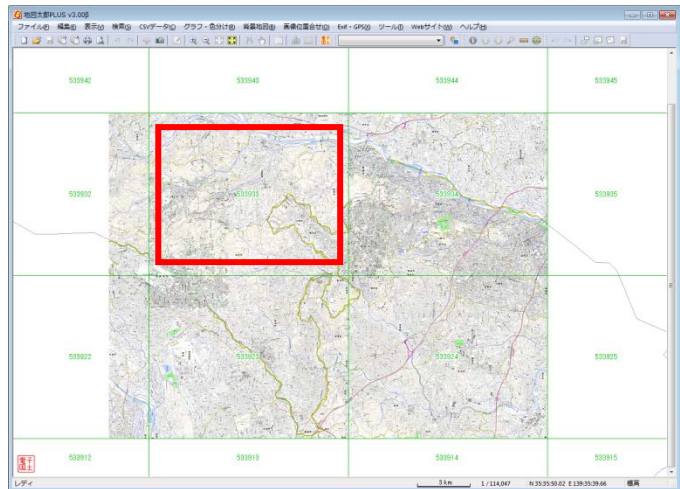 地図太郎PLUS v3.00β
ファイル(F) 編集(E) 表示(V) 検索(S) CSVデータ(C) グラフ・色分け(B) 背景地図(B) 画像位置合せ(O) Exif・GPS(G) ツール(T) Webサイト(W) ヘルプ(H)
533942 533943 533944 533945
533932 533933 533934 533935
533922 533923 533924 533925
電子国土
533912 533913 533914 533915
レディ 3 km 1 / 114,047 N 35:35:50.02 E 139:35:39.66 標高